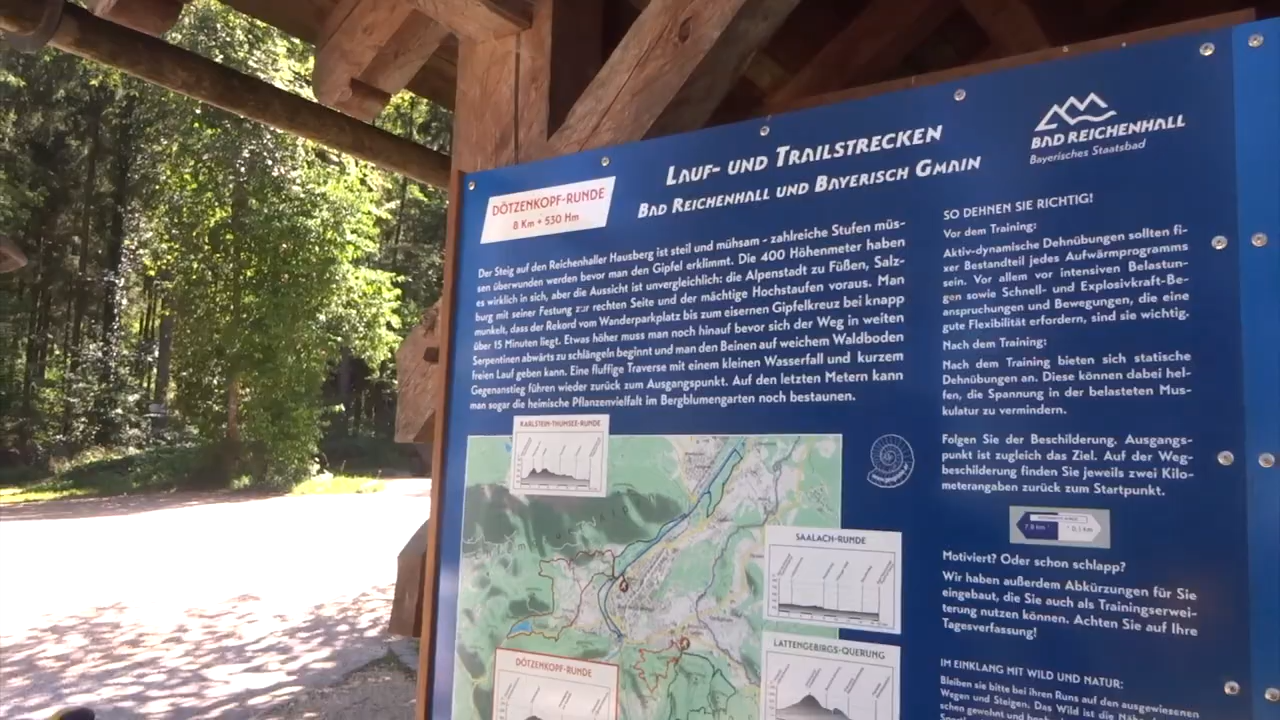 LAUF- UND TRAILSTRECKEN
BAD REICHENHALL UND BAYERISCH GMAIN
BAD REICHENHALL
Bayerisches Staatsbad
DÖTZENKOPF-RUNDE
8 Km + 530 Hm
Der Steig auf den Reichenhaller Hausberg ist steil und mühsam - zahlreiche Stufen müs-
sen überwunden werden bevor man den Gipfel erklimmt. Die 400 Höhenmeter haben
es wirklich in sich, aber die Aussicht ist unvergleichlich: die Alpenstadt zu Füßen, Salz-
burg mit seiner Festung zur rechten Seite und der mächtige Hochstaufen voraus. Man
munkelt, dass der Rekord vom Wanderparkplatz bis zum eisernen Gipfelkreuz bei knapp
über 15 Minuten liegt. Etwas höher muss man noch hinauf bevor sich der Weg in weiten
Serpentinen abwärts zu schlängeln beginnt und man den Beinen auf weichem Waldboden
freien Lauf geben kann. Eine fluffige Traverse mit einem kleinen Wasserfall und kurzem
Gegenanstieg führen wieder zurück zum Ausgangspunkt. Auf den letzten Metern kann
man sogar die heimische Pflanzenvielfalt im Bergblumengarten noch bestaunen.
KARLSTEIN-THUMSEE-RUNDE
SAALACH-RUNDE
LATTENGEBIRGS-QUERUNG
DÖTZENKOPF-RUNDE
SO DEHNEN SIE RICHTIG!
Vor dem Training:
Aktiv-dynamische Dehnübungen sollten fi-
xer Bestandteil jedes Aufwärmprogramms
sein. Vor allem vor intensiven Belastun-
gen sowie Schnell- und Explosivkraft-Be-
anspruchungen und Bewegungen, die eine
gute Flexibilität erfordern, sind sie wichtig.
Nach dem Training:
Nach dem Training bieten sich statische
Dehnübungen an. Diese können dabei hel-
fen, die Spannung in der belasteten Mus-
kulatur zu vermindern.
Folgen Sie der Beschilderung. Ausgangs-
punkt ist zugleich das Ziel. Auf der Weg-
beschilderung finden Sie jeweils zwei Kilo-
meterangaben zurück zum Startpunkt.
7,8 km
0,1 km
Motiviert? Oder schon schlapp?
Wir haben außerdem Abkürzungen für Sie
eingebaut, die Sie auch als Trainingserwei-
terung nutzen können. Achten Sie auf Ihre
Tagesverfassung!
IM EINKLANG MIT WILD UND NATUR:
Bleiben sie bitte bei ihren Runs auf den ausgewiesenen
Wegen und Steigen. Das Wild ist die Nähe
schon gewohnt und